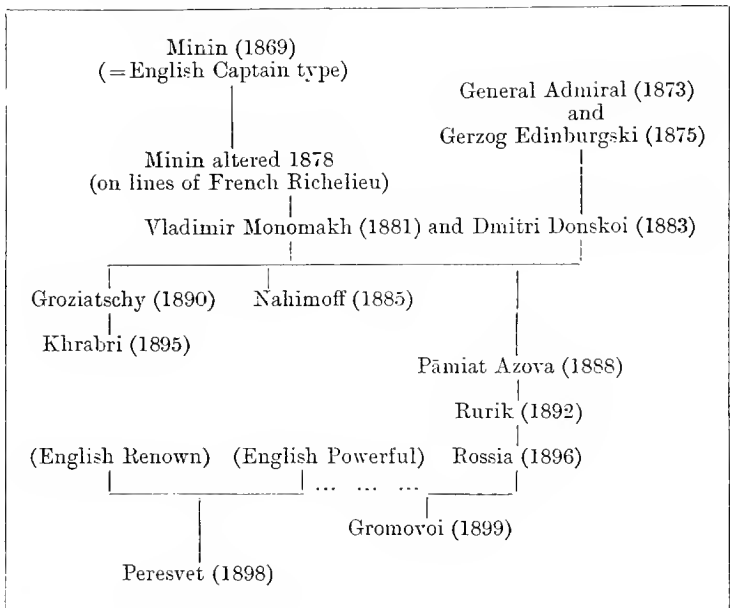 Minin (1869)
(=English Captain type)
General Admiral (1873)
and
Gerzog Edinburgski (1875)
Minin altered 1878
(on lines of French Richelieu)
Vladimir Monomakh (1881) and Dmitri Donskoi (1883)
Groziatschy (1890) Nahimoff (1885)
Khrabri (1895)
Pāmiat Azova (1888)
Rurik (1892)
(English Renown) (English Powerful) Rossia (1896)
... ... ...
Gromovoi (1899)
Peresvet (1898)